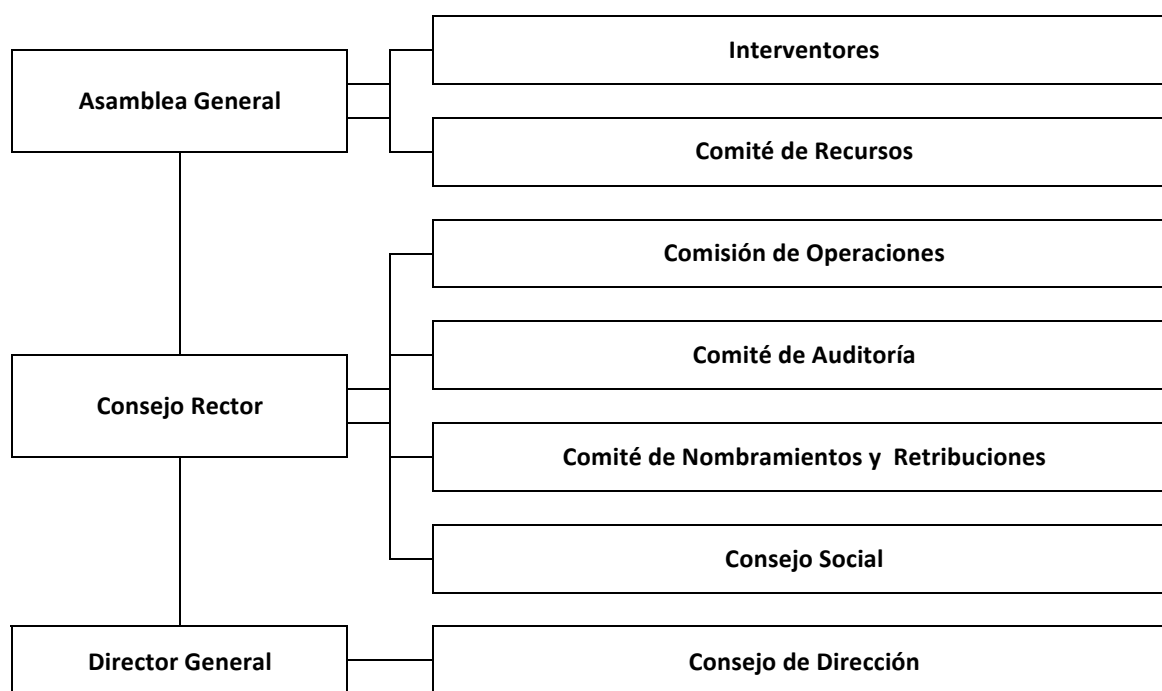 Interventores
Asamblea General
Comité de Recursos
Comisión de Operaciones
Comité de Auditoría
Consejo Rector
Comité de Nombramientos y  Retribuciones
Consejo Social
Director General
Consejo de Dirección